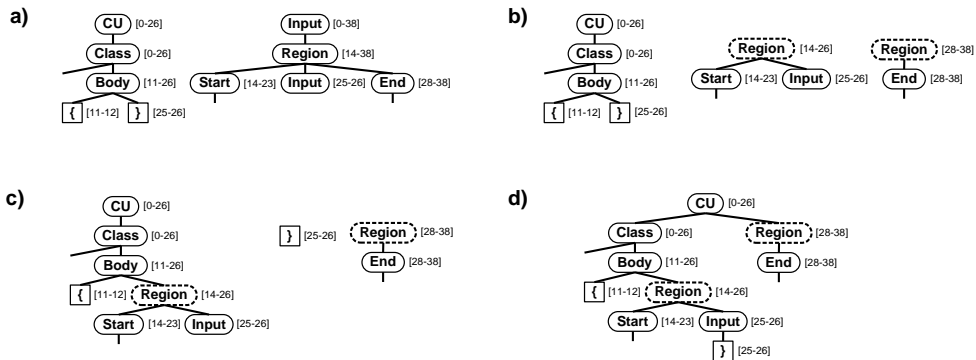 a)
CU [0-26]
Input [0-38]
Class [0-26]
Region [14-38]
Body [11-26]
Start [14-23] Input [25-26] End [28-38]
{ [11-12] } [25-26]
b)
CU [0-26]
Class [0-26]
Region [14-26]
Region [28-38]
Body [11-26]
Start [14-23] Input [25-26]
End [28-38]
{ [11-12] } [25-26]
c)
CU [0-26]
Class [0-26]
} [25-26]
Region [28-38]
Body [11-26]
End [28-38]
{ [11-12] Region [14-26]
Start [14-23] Input [25-26]
d)
CU [0-26]
Class [0-26]
Region [28-38]
Body [11-26]
End [28-38]
{ [11-12] Region [14-26]
Start [14-23] Input [25-26]
} [25-26]